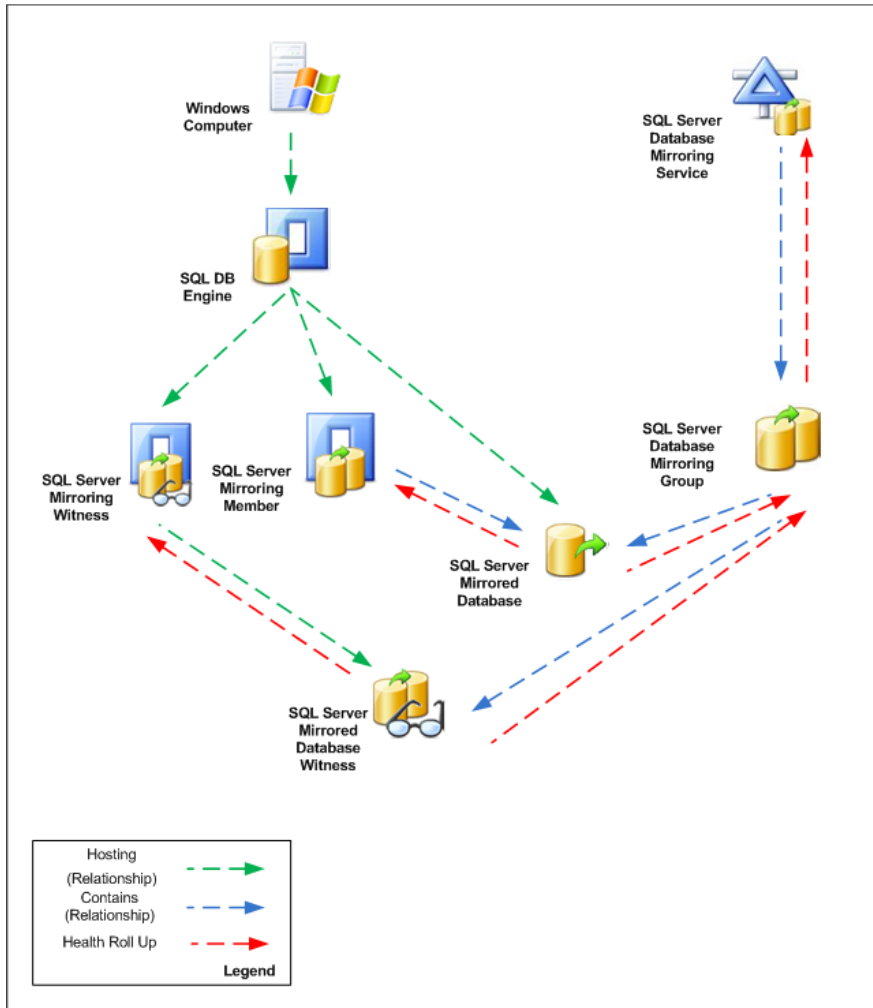 Windows
Computer
SQL Server
Database
Mirroring
Service
SQL DB
Engine
SQL Server
Database
Mirroring
Group
SQL Server
Mirroring
Witness
SQL Server
Mirroring
Member
SQL Server
Mirrored
Database
SQL Server
Mirrored
Database
Witness
Hosting
(Relationship)
Contains
(Relationship)
Health Roll Up
Legend